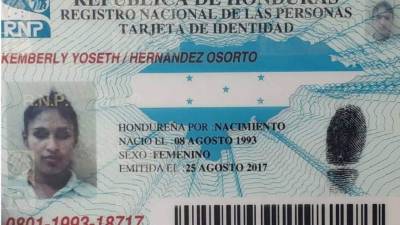 REPUBLICA DE HONDURAS
REGISTRO NACIONAL DE LAS PERSONAS
TARJETA DE IDENTIDAD
RNP
KEMBERLY YOSETH / HERNANDEZ OSORTO
R.N.P.
HONDUREÑA POR : NACIMIENTO
NACIO EL : 08 AGOSTO 1993
SEXO : FEMENINO
EMITIDA EL : 25 AGOSTO 2017
0801-1993-18717